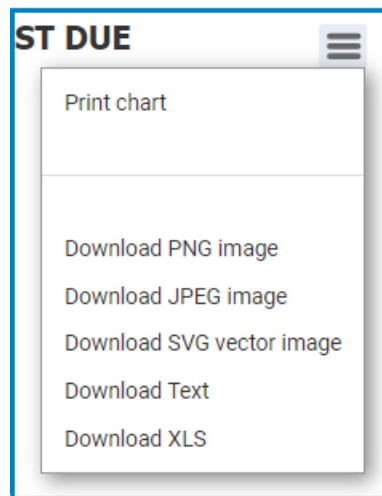 ST DUE
Print chart
Download PNG image
Download JPEG image
Download SVG vector image
Download Text
Download XLS